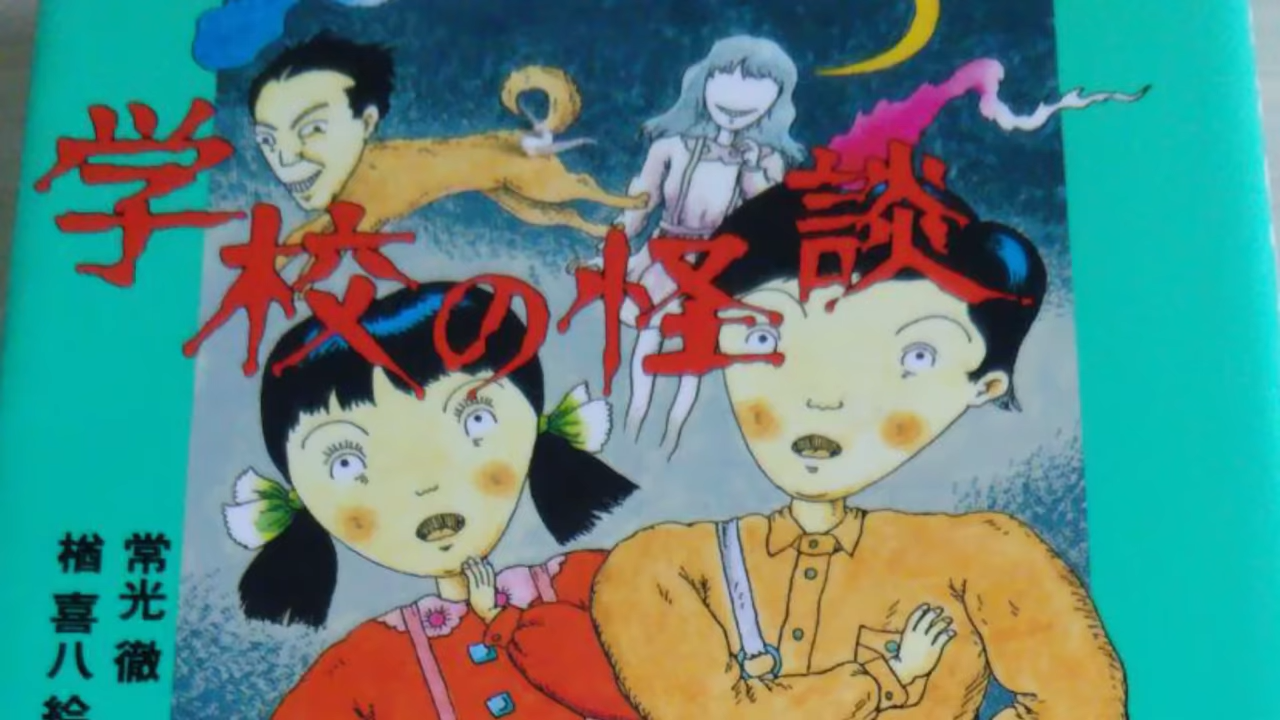 学校の怪談
常光 徹
楢 喜八 絵